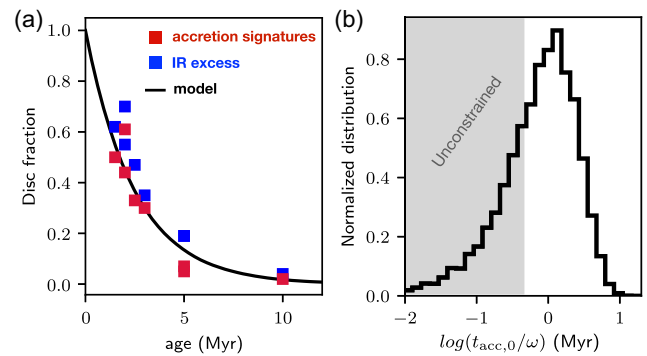 (a)
accretion signatures
IR excess
model
1.0
0.8
0.6
0.4
0.2
0.0
Disc fraction
0
5
10
age (Myr)
(b)
Unconstrained
0.8
0.6
0.4
0.2
0.0
Normalized distribution
−2
−1
0
1
log(t_acc,0/ω) (Myr)